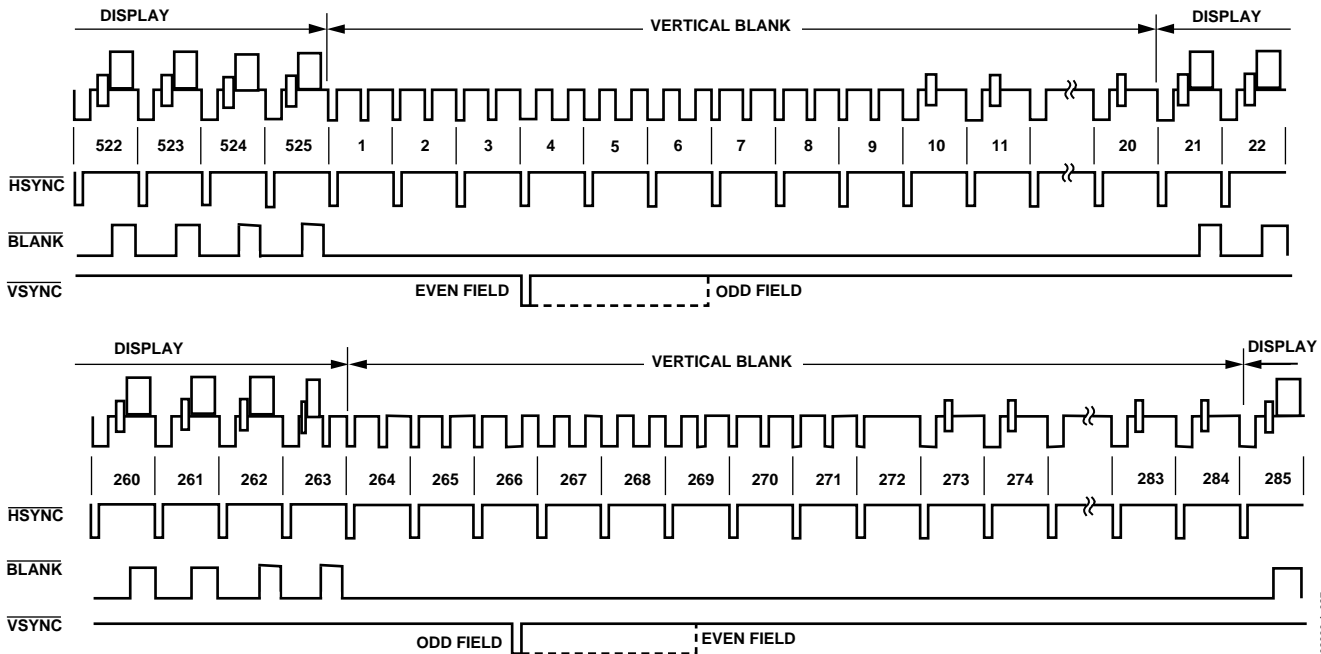 DISPLAY VERTICAL BLANK DISPLAY
522 523 524 525 1 2 3 4 5 6 7 8 9 10 11 20 21 22
HSYNC
BLANK
VSYNC
EVEN FIELD ODD FIELD
DISPLAY VERTICAL BLANK DISPLAY
260 261 262 263 264 265 266 267 268 269 270 271 272 273 274 283 284 285
HSYNC
BLANK
VSYNC
ODD FIELD EVEN FIELD